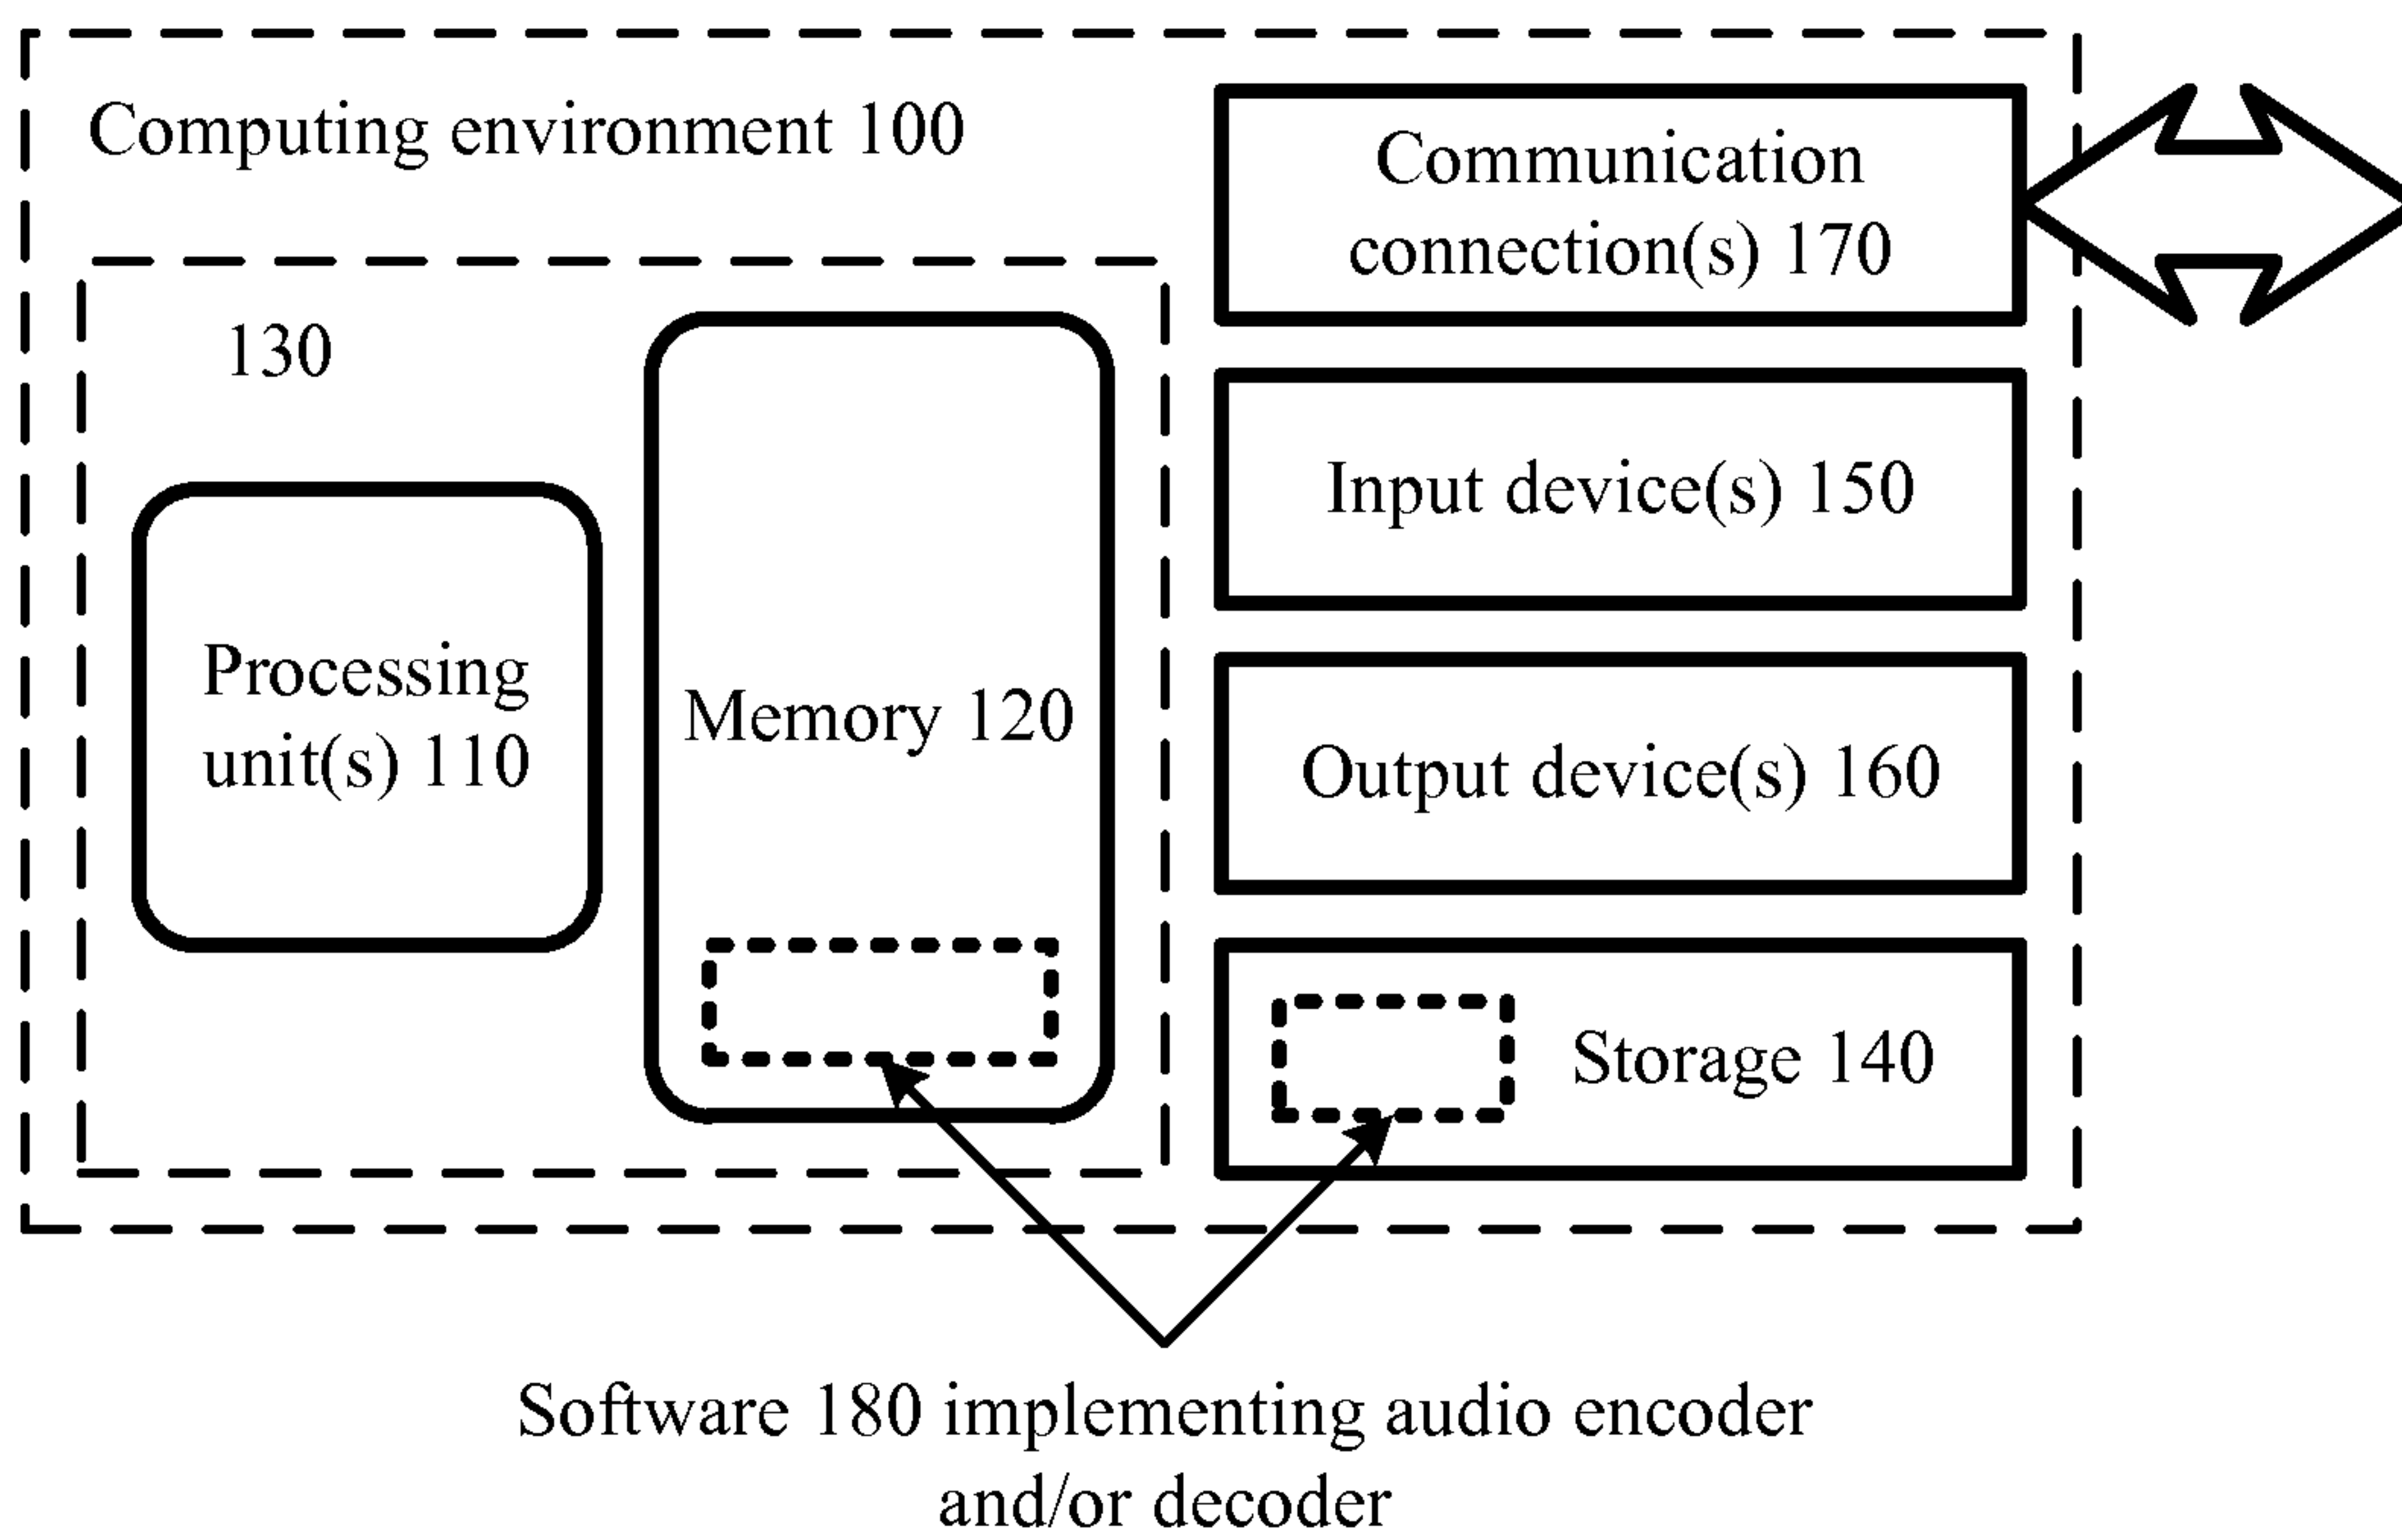 Computing environment 100
Communication
connection(s) 170
130
Input device(s) 150
Processing
unit(s) 110
Memory 120
Output device(s) 160
Storage 140
Software 180 implementing audio encoder
and/or decoder